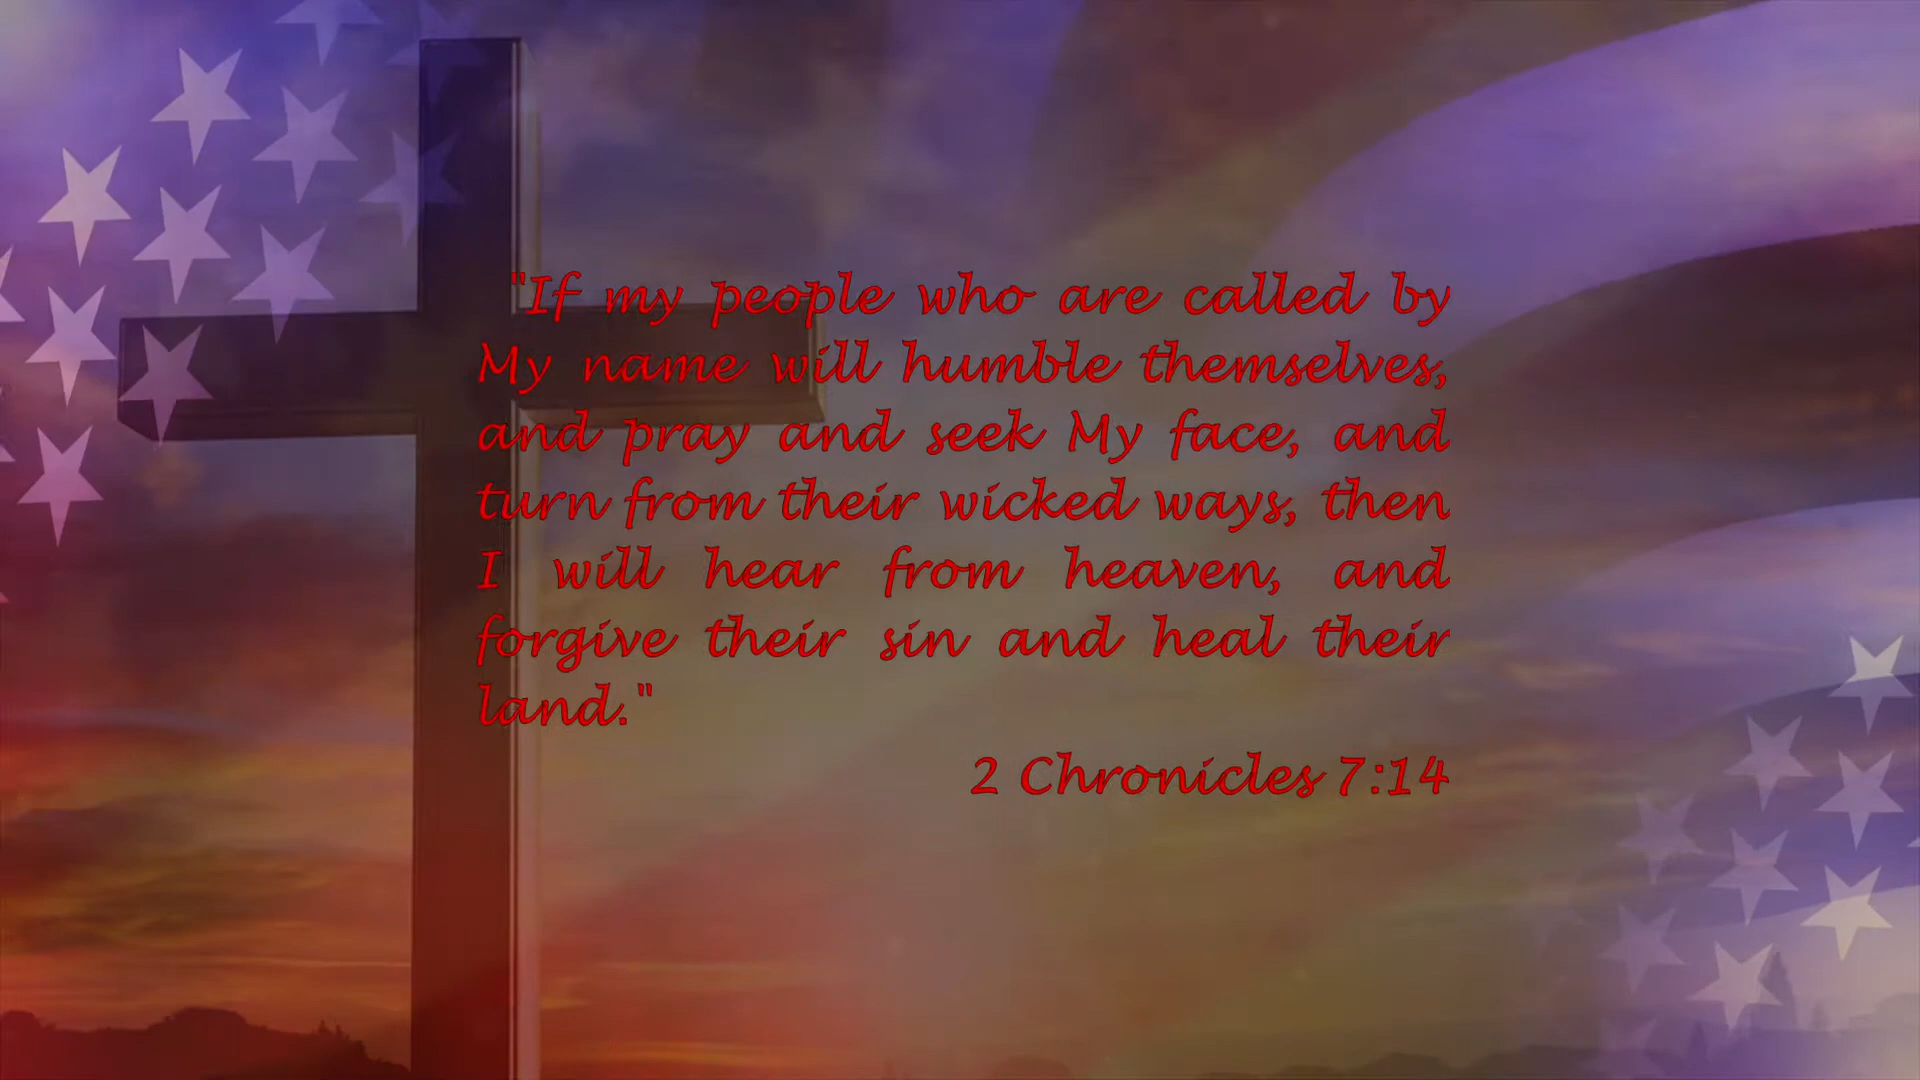 "If my people who are called by
My name will humble themselves,
and pray and seek My face, and
turn from their wicked ways, then
I will hear from heaven, and
forgive their sin and heal their
land."
2 Chronicles 7:14